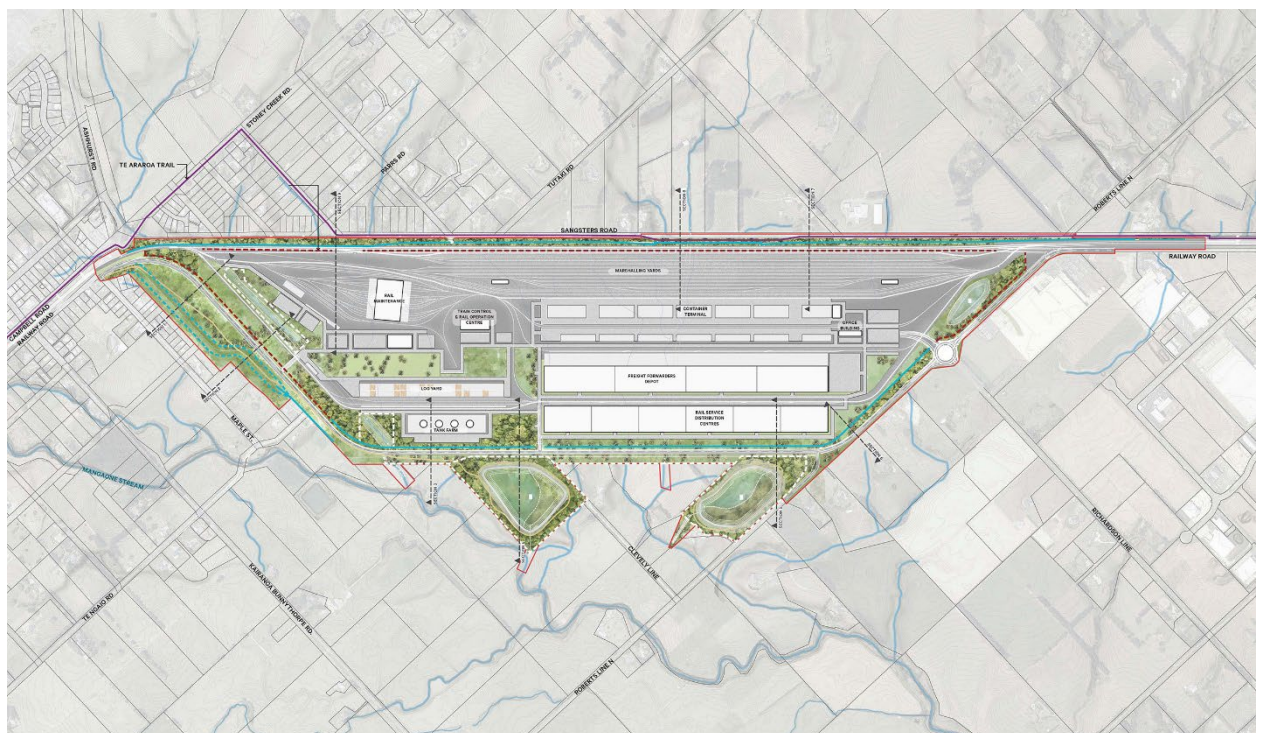 STONEY CREEK RD.
ASHHURST RD
TE ARAROA TRAIL
PARRS RD
TUTAKI RD
ROBERTS LINE N
SANGSTERS ROAD
RAILWAY ROAD
CAMPBELL ROAD
RAILWAY ROAD
MARSHALLING YARDS
RAIL
MAINTENANCE
TRAIN CONTROL
& RAIL OPERATION
CENTRE
CONTAINER
TERMINAL
OFFICE
BUILDING
FREIGHT FORWARDERS
DEPOT
LOG YARD
RAIL SERVICE
DISTRIBUTION
CENTRES
TANK FARM
MAPLE ST.
MANGAONE STREAM
CLEVELY LINE
RICHARDSON LINE
TE NGAIO RD
KAIRANGA BUNNYTHORPE RD.
ROBERTS LINE N